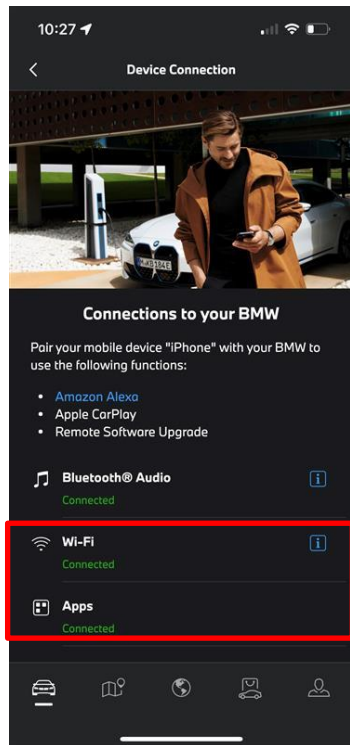 10:27
Device Connection
Connections to your BMW
Pair your mobile device "iPhone" with your BMW to
use the following functions:
• Amazon Alexa
• Apple CarPlay
• Remote Software Upgrade
Bluetooth® Audio
Connected
Wi-Fi
Connected
Apps
Connected